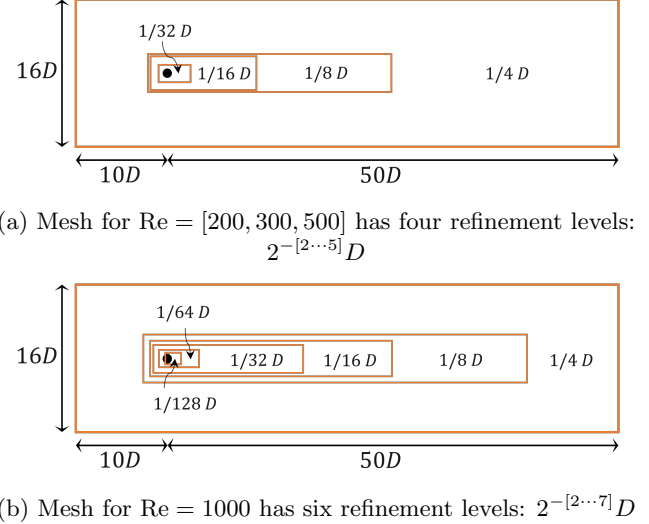 1/32 D
16D
1/16 D
1/8 D
1/4 D
10D
50D
(a) Mesh for Re = [200, 300, 500] has four refinement levels:
2^{−[2···5]}D
1/64 D
16D
1/32 D
1/16 D
1/8 D
1/4 D
1/128 D
10D
50D
(b) Mesh for Re = 1000 has six refinement levels: 2^{−[2···7]}D